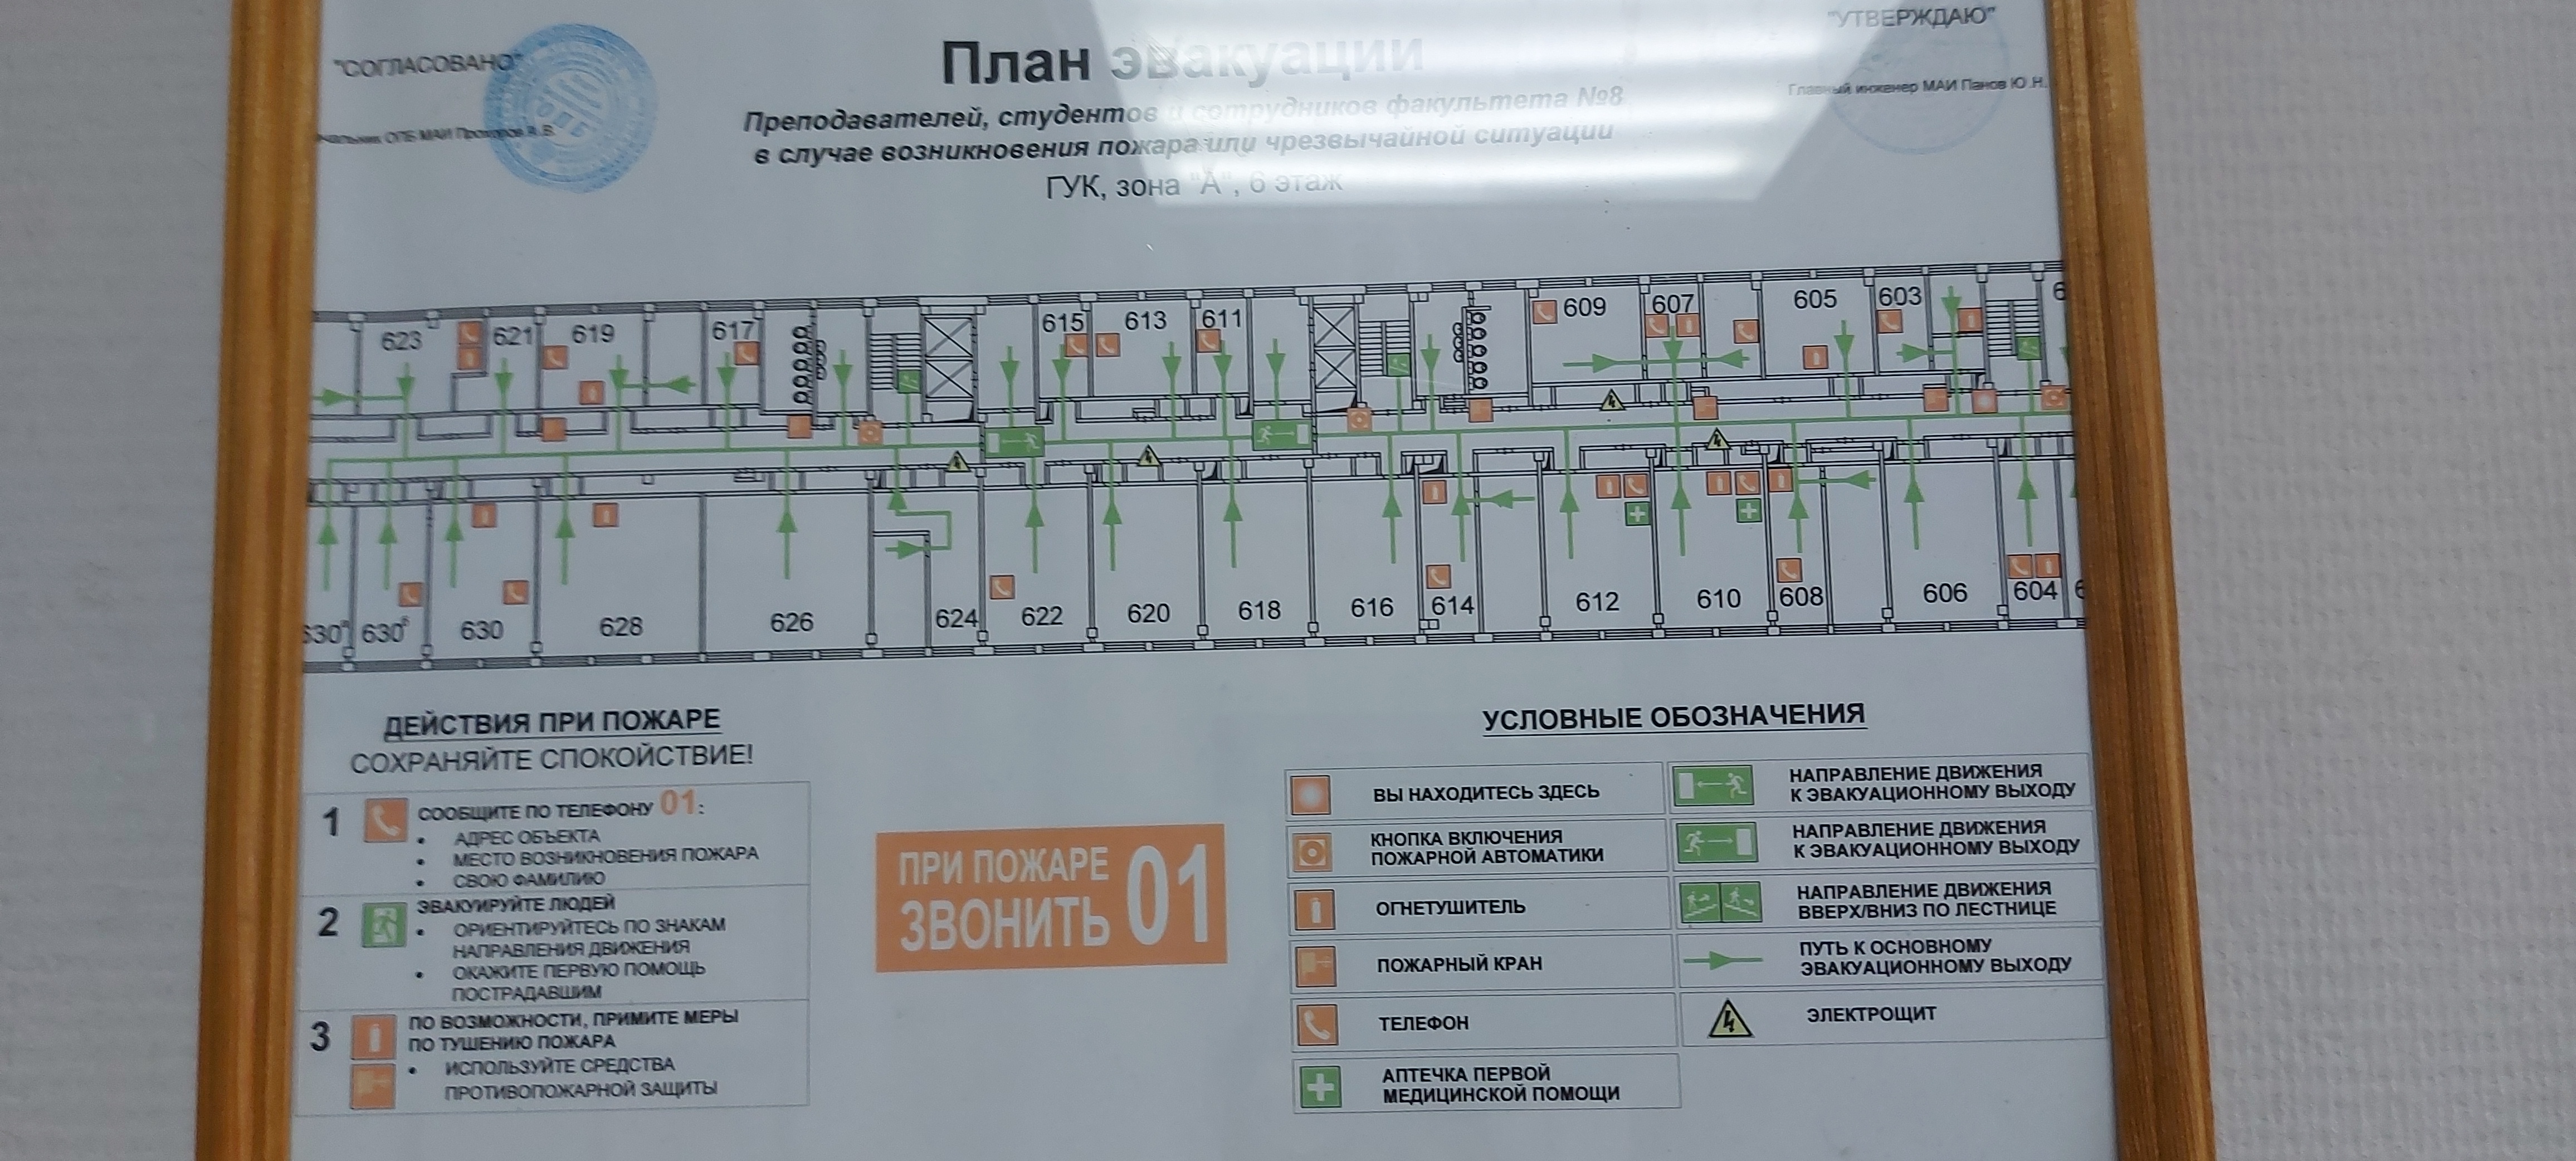 "СОГЛАСОВАНО"
ОПБ МАИ Прохоров А.В.
"УТВЕРЖДАЮ"
Главный инженер МАИ Панов Ю.Н.
План эвакуации
Преподавателей, студентов и сотрудников факультета №8
в случае возникновения пожара или чрезвычайной ситуации
ГУК, зона "А", 6 этаж
623 621 619 617 615 613 611 609 607 605 603
630б 630 628 626 624 622 620 618 616 614 612 610 608 606 604
ДЕЙСТВИЯ ПРИ ПОЖАРЕ
СОХРАНЯЙТЕ СПОКОЙСТВИЕ!
1 СООБЩИТЕ ПО ТЕЛЕФОНУ 01:
• АДРЕС ОБЪЕКТА
• МЕСТО ВОЗНИКНОВЕНИЯ ПОЖАРА
• СВОЮ ФАМИЛИЮ
2 ЭВАКУИРУЙТЕ ЛЮДЕЙ
• ОРИЕНТИРУЙТЕСЬ ПО ЗНАКАМ
НАПРАВЛЕНИЯ ДВИЖЕНИЯ
• ОКАЖИТЕ ПЕРВУЮ ПОМОЩЬ
ПОСТРАДАВШИМ
3 ПО ВОЗМОЖНОСТИ, ПРИМИТЕ МЕРЫ
ПО ТУШЕНИЮ ПОЖАРА
• ИСПОЛЬЗУЙТЕ СРЕДСТВА
ПРОТИВОПОЖАРНОЙ ЗАЩИТЫ
ПРИ ПОЖАРЕ
ЗВОНИТЬ 01
УСЛОВНЫЕ ОБОЗНАЧЕНИЯ
ВЫ НАХОДИТЕСЬ ЗДЕСЬ
КНОПКА ВКЛЮЧЕНИЯ
ПОЖАРНОЙ АВТОМАТИКИ
ОГНЕТУШИТЕЛЬ
ПОЖАРНЫЙ КРАН
ТЕЛЕФОН
АПТЕЧКА ПЕРВОЙ
МЕДИЦИНСКОЙ ПОМОЩИ
НАПРАВЛЕНИЕ ДВИЖЕНИЯ
К ЭВАКУАЦИОННОМУ ВЫХОДУ
НАПРАВЛЕНИЕ ДВИЖЕНИЯ
К ЭВАКУАЦИОННОМУ ВЫХОДУ
НАПРАВЛЕНИЕ ДВИЖЕНИЯ
ВВЕРХ/ВНИЗ ПО ЛЕСТНИЦЕ
ПУТЬ К ОСНОВНОМУ
ЭВАКУАЦИОННОМУ ВЫХОДУ
ЭЛЕКТРОЩИТ